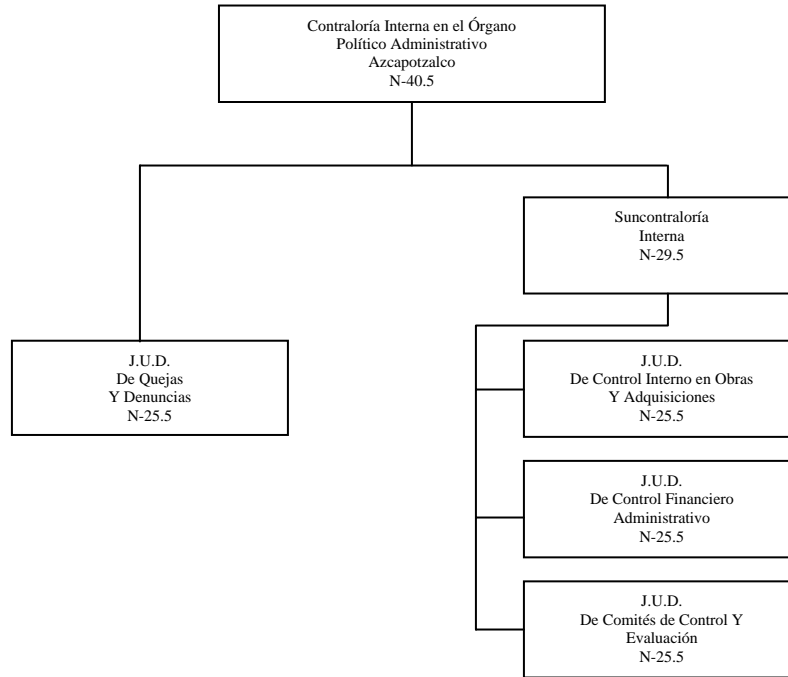 Contraloría Interna en el Órgano
Político Administrativo
Azcapotzalco
N-40.5
Suncontraloría
Interna
N-29.5
J.U.D.
De Quejas
Y Denuncias
N-25.5
J.U.D.
De Control Interno en Obras
Y Adquisiciones
N-25.5
J.U.D.
De Control Financiero
Administrativo
N-25.5
J.U.D.
De Comités de Control Y
Evaluación
N-25.5